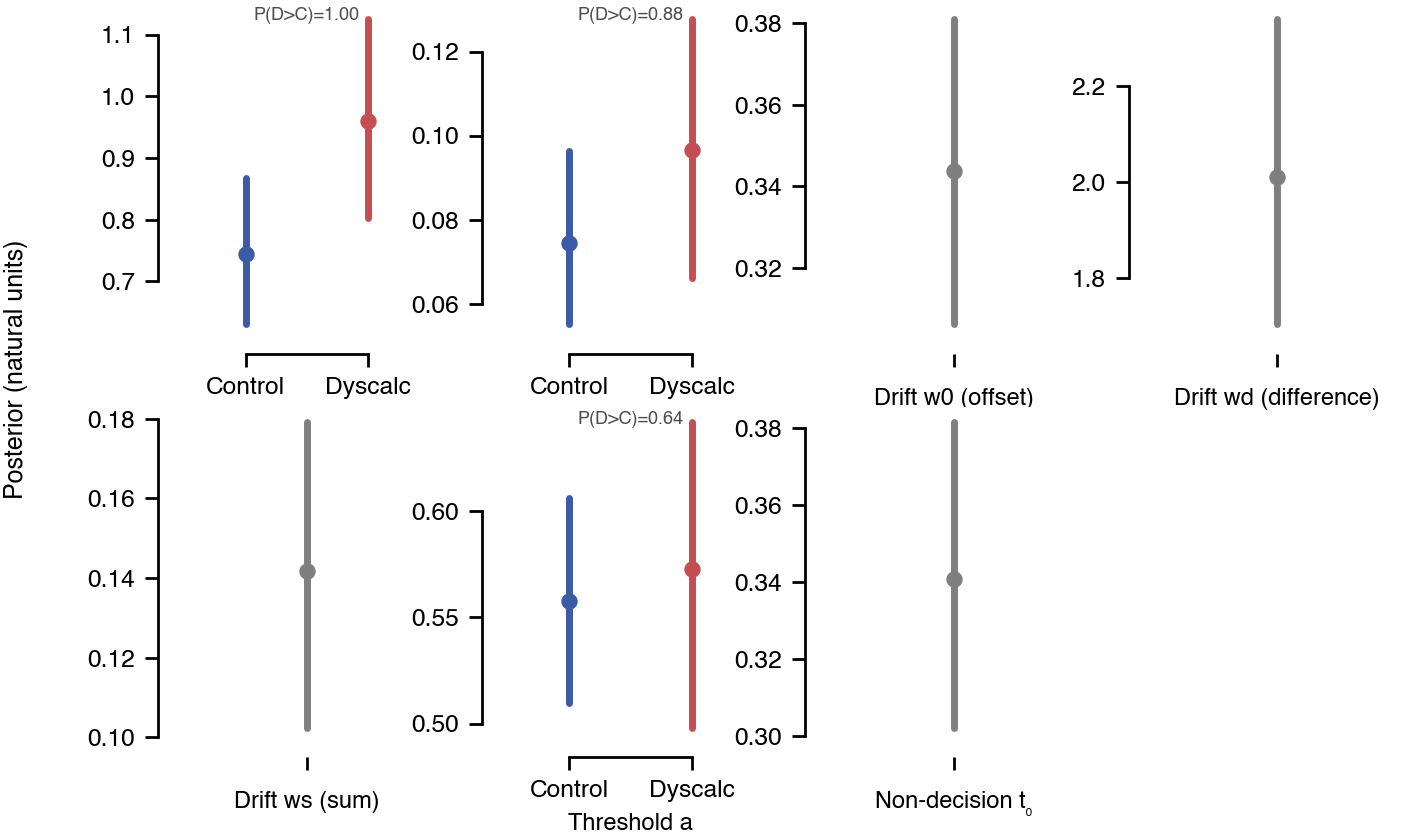 Posterior (natural units)
P(D>C)=1.00
1.1
1.0
0.9
0.8
0.7
Control Dyscalc
P(D>C)=0.88
0.12
0.10
0.08
0.06
Control Dyscalc
0.38
0.36
0.34
0.32
Drift w0 (offset)
2.2
2.0
1.8
Drift wd (difference)
0.18
0.16
0.14
0.12
0.10
Drift ws (sum)
P(D>C)=0.64
0.60
0.55
0.50
Control Dyscalc
Threshold a
0.38
0.36
0.34
0.32
0.30
Non-decision t₀